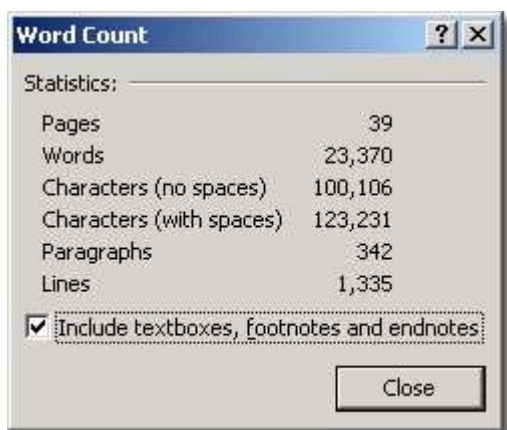 Word Count
Statistics:
Pages 39
Words 23,370
Characters (no spaces) 100,106
Characters (with spaces) 123,231
Paragraphs 342
Lines 1,335
Include textboxes, footnotes and endnotes
Close